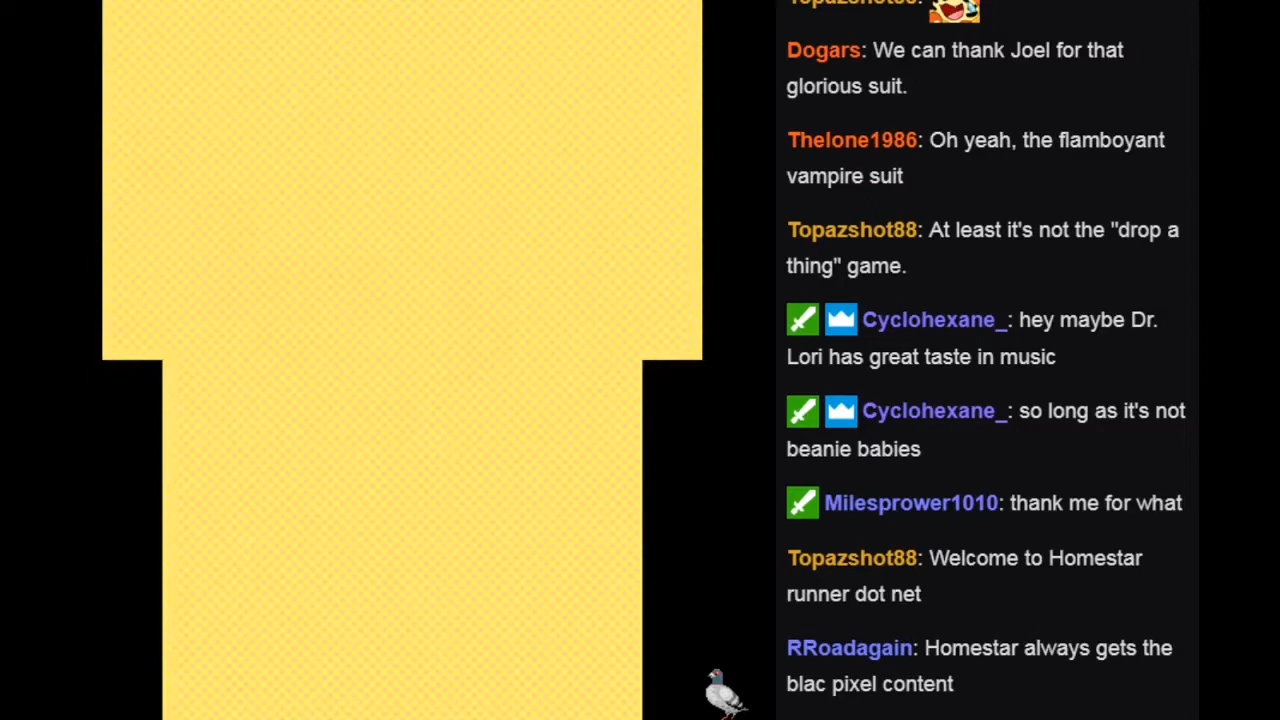 Topazshot88:
Dogars: We can thank Joel for that
glorious suit.
Thelone1986: Oh yeah, the flamboyant
vampire suit
Topazshot88: At least it's not the "drop a
thing" game.
Cyclohexane_: hey maybe Dr.
Lori has great taste in music
Cyclohexane_: so long as it's not
beanie babies
Milesprower1010: thank me for what
Topazshot88: Welcome to Homestar
runner dot net
RRoadagain: Homestar always gets the
blac pixel content